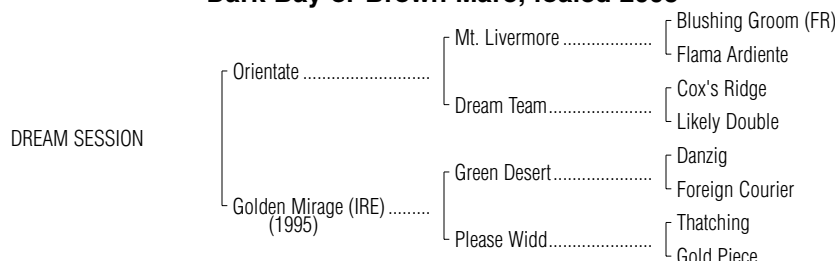 Dark Bay or Brown Mare; foaled 2005
Blushing Groom (FR)
Mt. Livermore ..................
Flama Ardiente
Orientate ..........................
Cox's Ridge
Dream Team....................
Likely Double
DREAM SESSION
Danzig
Green Desert....................
Foreign Courier
Golden Mirage (IRE) ........
(1995)
Thatching
Please Widd.....................
Gold Piece